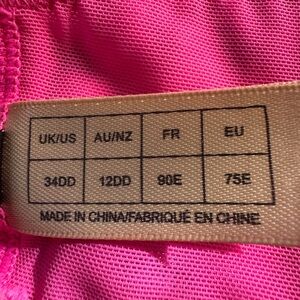 UK/US AU/NZ FR EU
34DD 12DD 90E 75E
MADE IN CHINA/FABRIQUÉ EN CHINE